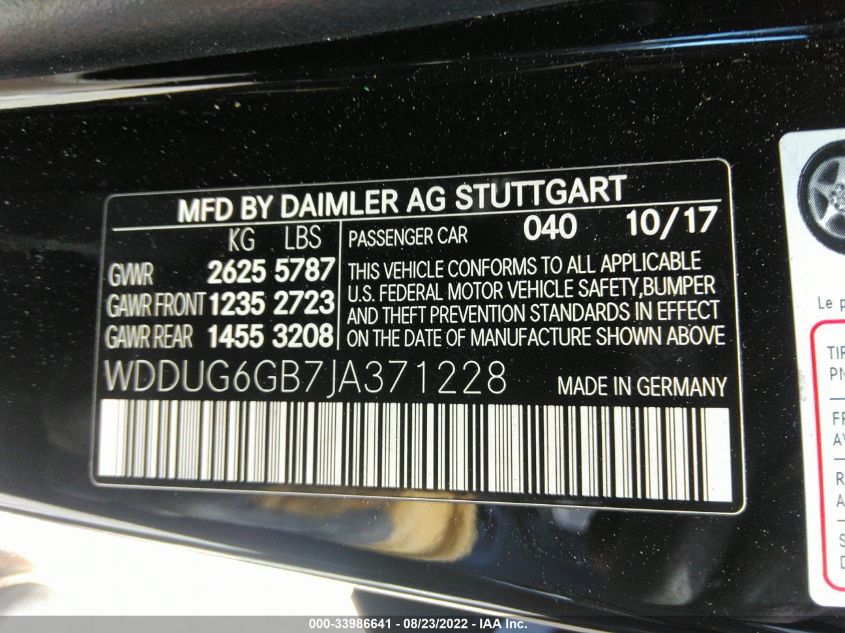 MFD BY DAIMLER AG STUTTGART
KG LBS
GVWR 2625 5787
GAWR FRONT 1235 2723
GAWR REAR 1455 3208
PASSENGER CAR 040 10/17
THIS VEHICLE CONFORMS TO ALL APPLICABLE
U.S. FEDERAL MOTOR VEHICLE SAFETY,BUMPER
AND THEFT PREVENTION STANDARDS IN EFFECT
ON THE DATE OF MANUFACTURE SHOWN ABOVE
WDDUG6GB7JA371228 MADE IN GERMANY
Le
000-33986641 / 08/23/2022 - IAA Inc.